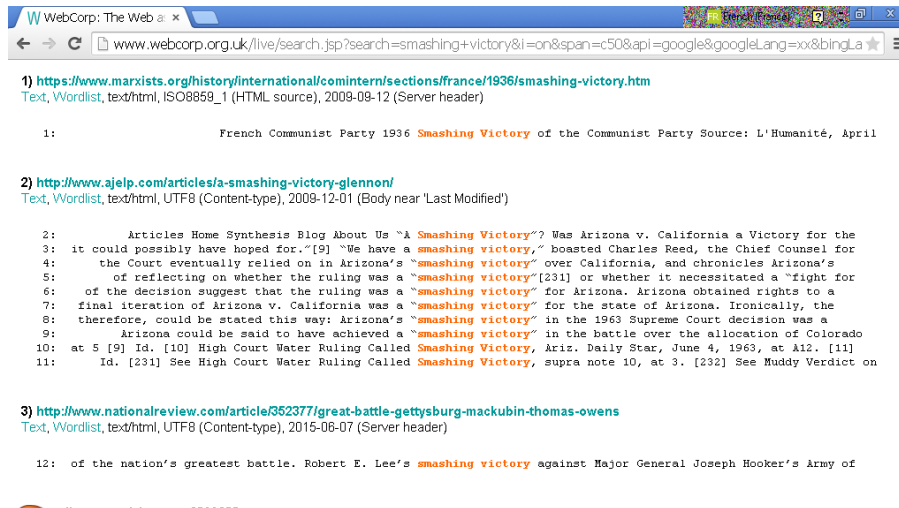 WebCorp: The Web a
FR French (France)
www.webcorp.org.uk/live/search.jsp?search=smashing+victory&i=on&span=c50&api=google&googleLang=xx&bingLa
1) https://www.marxists.org/history/international/comintern/sections/france/1936/smashing-victory.htm
Text, Wordlist, text/html, ISO8859_1 (HTML source), 2009-09-12 (Server header)
1: French Communist Party 1936 Smashing Victory of the Communist Party Source: L'Humanité, April
2) http://www.ajelp.com/articles/a-smashing-victory-glennon/
Text, Wordlist, text/html, UTF8 (Content-type), 2009-12-01 (Body near 'Last Modified')
2: Articles Home Synthesis Blog About Us “A Smashing Victory”? Was Arizona v. California a Victory for the
3: it could possibly have hoped for.”[9] “We have a smashing victory,” boasted Charles Reed, the Chief Counsel for
4: the Court eventually relied on in Arizona’s “smashing victory” over California, and chronicles Arizona’s
5: of reflecting on whether the ruling was a “smashing victory”[231] or whether it necessitated a “fight for
6: of the decision suggest that the ruling was a “smashing victory” for Arizona. Arizona obtained rights to a
7: final iteration of Arizona v. California was a “smashing victory” for the state of Arizona. Ironically, the
8: therefore, could be stated this way: Arizona’s “smashing victory” in the 1963 Supreme Court decision was a
9: Arizona could be said to have achieved a “smashing victory” in the battle over the allocation of Colorado
10: at 5 [9] Id. [10] High Court Water Ruling Called Smashing Victory, Ariz. Daily Star, June 4, 1963, at A12. [11]
11: Id. [231] See High Court Water Ruling Called Smashing Victory, supra note 10, at 3. [232] See Muddy Verdict on
3) http://www.nationalreview.com/article/352377/great-battle-gettysburg-mackubin-thomas-owens
Text, Wordlist, text/html, UTF8 (Content-type), 2015-06-07 (Server header)
12: of the nation’s greatest battle. Robert E. Lee’s smashing victory against Major General Joseph Hooker’s Army of